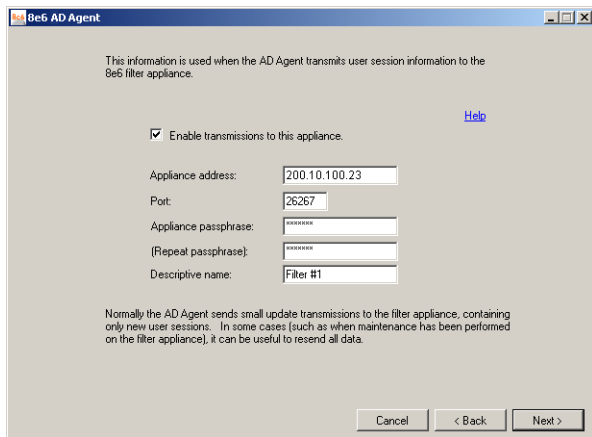 8e6 AD Agent
This information is used when the AD Agent transmits user session information to the
8e6 filter appliance.
Help
Enable transmissions to this appliance.
Appliance address: 200.10.100.23
Port: 26267
Appliance passphrase: *******
(Repeat passphrase): *******
Descriptive name: Filter #1
Normally the AD Agent sends small update transmissions to the filter appliance, containing
only new user sessions. In some cases (such as when maintenance has been performed
on the filter appliance), it can be useful to resend all data.
Cancel < Back Next >